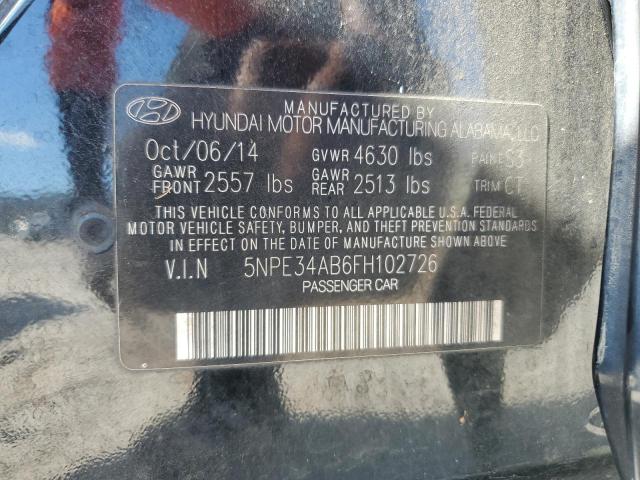 MANUFACTURED BY
HYUNDAI MOTOR MANUFACTURING ALABAMA, LLC
Oct/06/14 GVWR 4630 lbs PAINT S3
GAWR FRONT 2557 lbs GAWR REAR 2513 lbs TRIM CT
THIS VEHICLE CONFORMS TO ALL APPLICABLE U.S.A. FEDERAL
MOTOR VEHICLE SAFETY, BUMPER, AND THEFT PREVENTION STANDARDS
IN EFFECT ON THE DATE OF MANUFACTURE SHOWN ABOVE.
V.I.N 5NPE34AB6FH102726
PASSENGER CAR